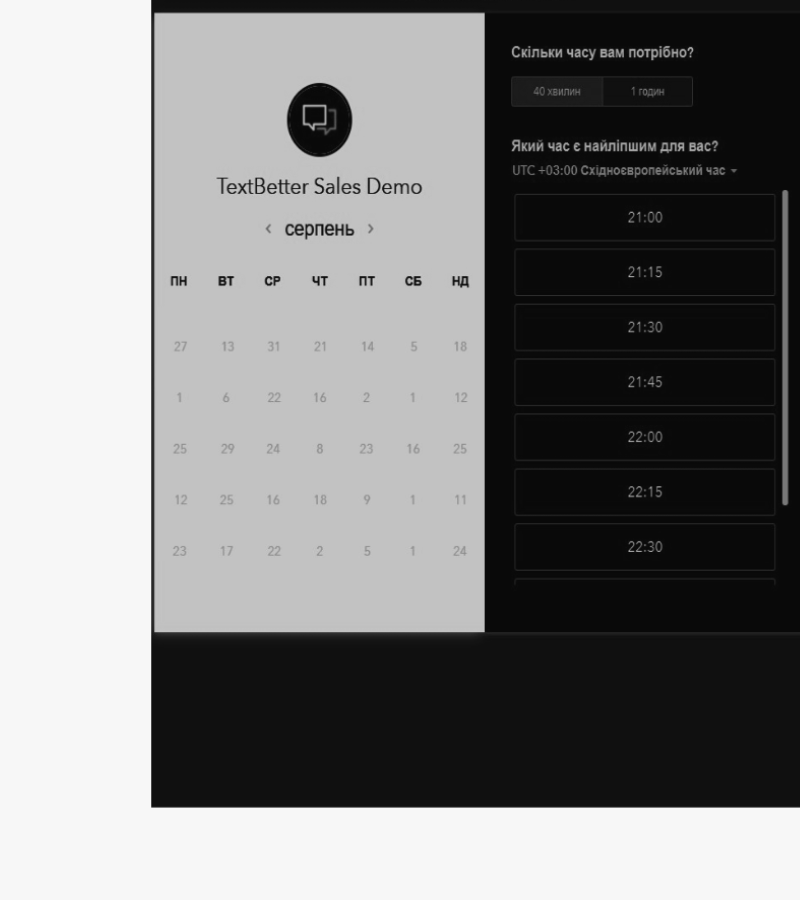 TextBetter Sales Demo
‹ серпень ›
ПН ВТ СР ЧТ ПТ СБ НД
27 13 31 21 14 5 18
1 6 22 16 2 1 12
25 29 24 8 23 16 25
12 25 16 18 9 1 11
23 17 22 2 5 1 24
Скільки часу вам потрібно?
40 хвилин 1 годин
Який час є найліпшим для вас?
UTC +03:00 Східноєвропейський час
21:00
21:15
21:30
21:45
22:00
22:15
22:30